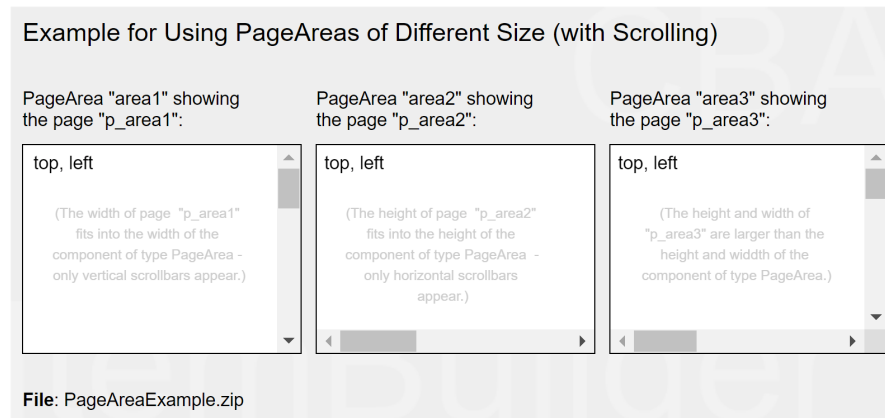 Example for Using PageAreas of Different Size (with Scrolling)
PageArea "area1" showing
the page "p_area1":
top, left
(The width of page "p_area1"
fits into the width of the
component of type PageArea -
only vertical scrollbars appear.)
PageArea "area2" showing
the page "p_area2":
top, left
(The height of page "p_area2"
fits into the height of the
component of type PageArea -
only horizontal scrollbars
appear.)
PageArea "area3" showing
the page "p_area3":
top, left
(The height and width of
"p_area3" are larger than the
height and widdth of the
component of type PageArea.)
File: PageAreaExample.zip
CBA
ItemBuilder